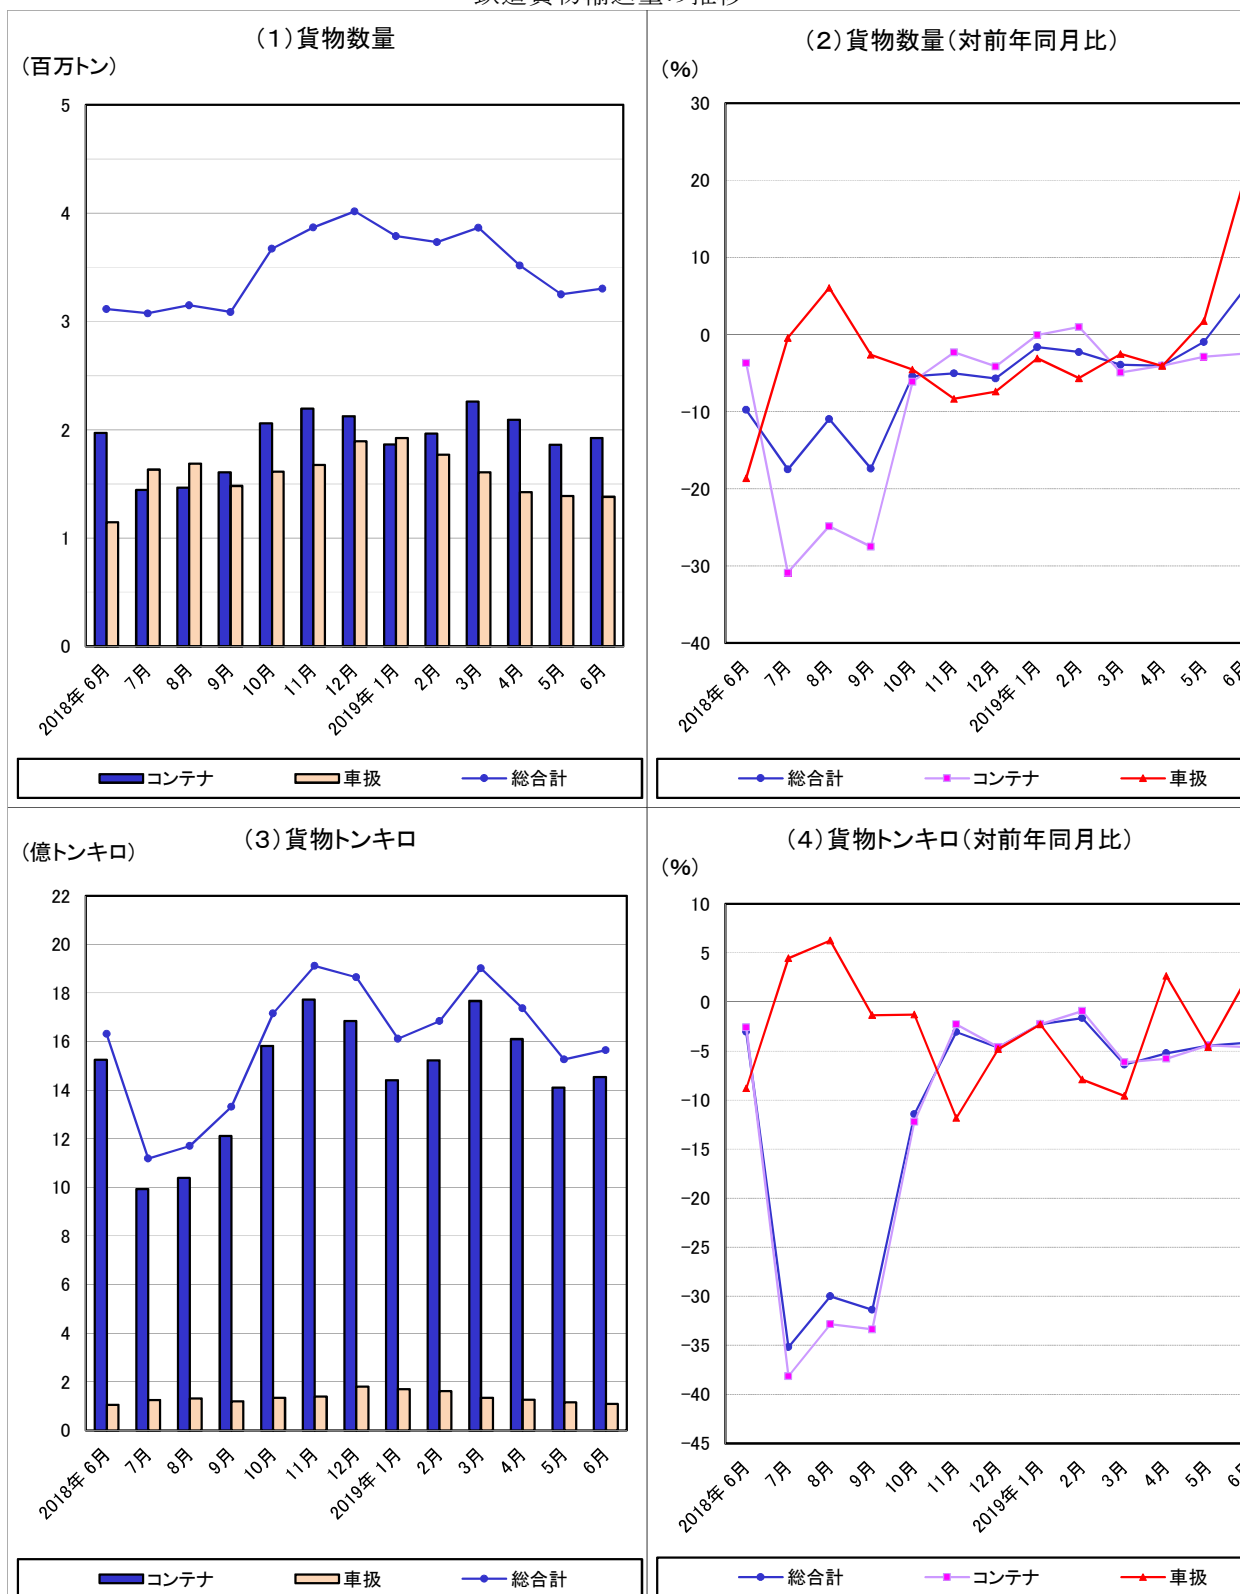 鉄道貨物輸送量の推移
(1)貨物数量
(百万トン)
5
4
3
2
1
0
2018年 6月
7月
8月
9月
10月
11月
12月
2019年 1月
2月
3月
4月
5月
6月
コンテナ
車扱
総合計
(2)貨物数量(対前年同月比)
(%)
30
20
10
0
-10
-20
-30
-40
2018年 6月
7月
8月
9月
10月
11月
12月
2019年 1月
2月
3月
4月
5月
6月
総合計
コンテナ
車扱
(3)貨物トンキロ
(億トンキロ)
22
20
18
16
14
12
10
8
6
4
2
0
2018年 6月
7月
8月
9月
10月
11月
12月
2019年 1月
2月
3月
4月
5月
6月
コンテナ
車扱
総合計
(4)貨物トンキロ(対前年同月比)
(%)
10
5
0
-5
-10
-15
-20
-25
-30
-35
-40
-45
2018年 6月
7月
8月
9月
10月
11月
12月
2019年 1月
2月
3月
4月
5月
6月
総合計
コンテナ
車扱